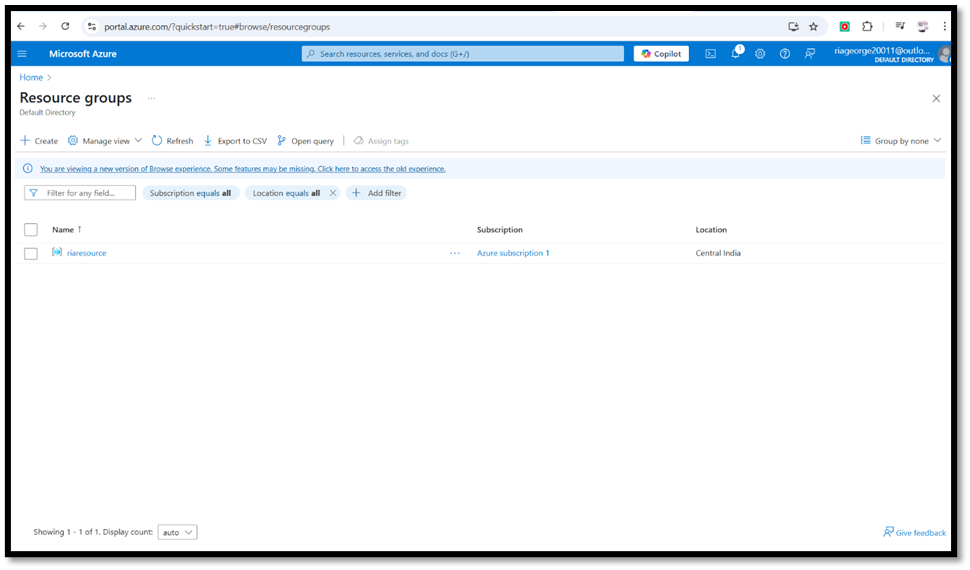 portal.azure.com/?quickstart=true#browse/resourcegroups
Microsoft Azure
Search resources, services, and docs (G+/)
Copilot
1
riageorge20011@outlo...
DEFAULT DIRECTORY
Home >
Resource groups ...
Default Directory
+ Create
Manage view
Refresh
Export to CSV
Open query
Assign tags
Group by none
You are viewing a new version of Browse experience. Some features may be missing. Click here to access the old experience.
Filter for any field...
Subscription equals all
Location equals all
Add filter
Name ↑ Subscription Location
riaresource ... Azure subscription 1 Central India
Showing 1 - 1 of 1. Display count: auto
Give feedback